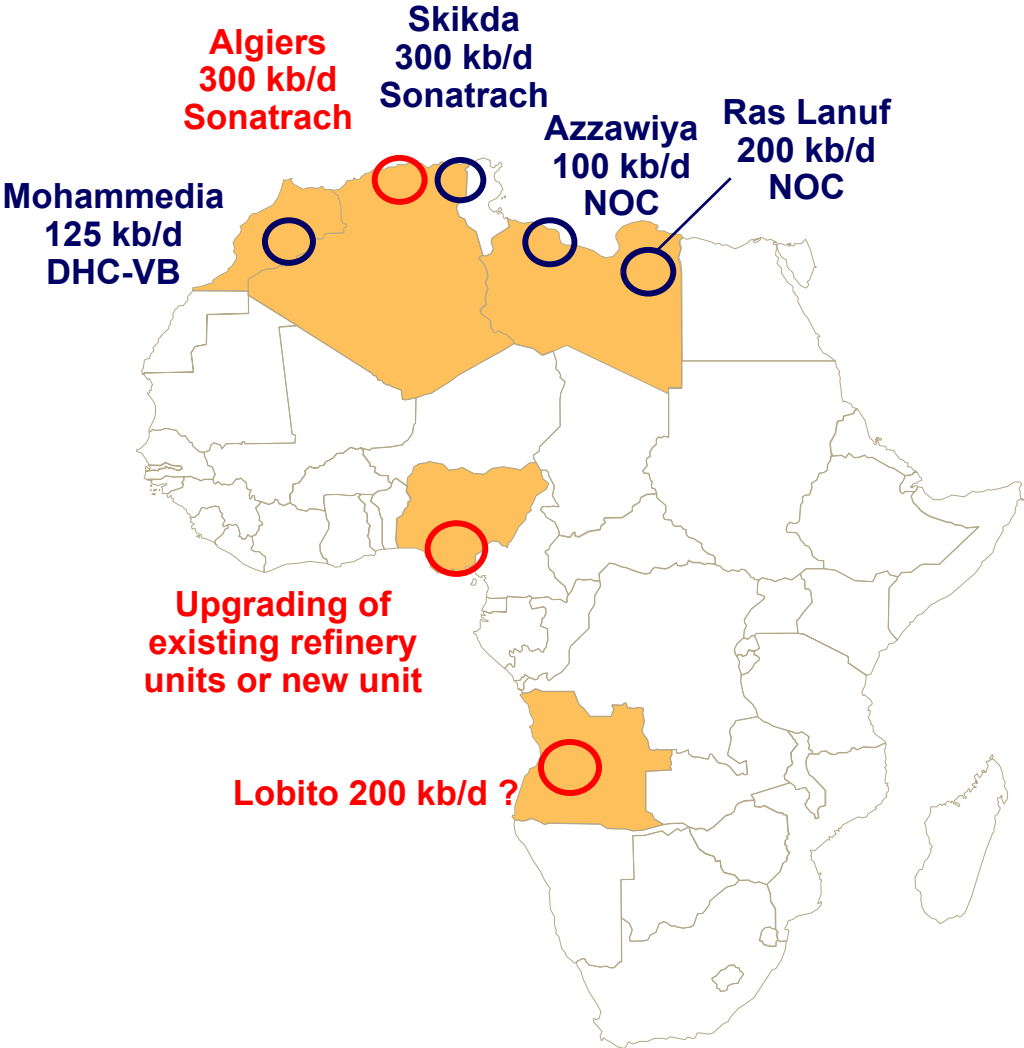 Skikda
300 kb/d
Sonatrach
Algiers
300 kb/d
Sonatrach
Ras Lanuf
200 kb/d
NOC
Azzawiya
100 kb/d
NOC
Mohammedia
125 kb/d
DHC-VB
Upgrading of
existing refinery
units or new unit
Lobito 200 kb/d ?